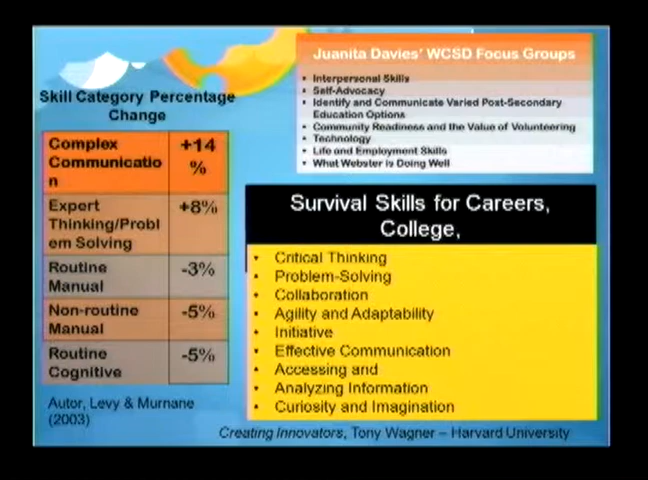 Skill Category Percentage
Change
Complex
Communicatio
n
+14
%
Expert
Thinking/Probl
em Solving
+8%
Routine
Manual
-3%
Non-routine
Manual
-5%
Routine
Cognitive
-5%
Autor, Levy & Murnane
(2003)
Juanita Davies' WCSD Focus Groups
• Interpersonal Skills
• Self-Advocacy
• Identify and Communicate Varied Post-Secondary
Education Options
• Community Readiness and the Value of Volunteering
• Technology
• Life and Employment Skills
• What Webster is Doing Well
Survival Skills for Careers,
College,
• Critical Thinking
• Problem-Solving
• Collaboration
• Agility and Adaptability
• Initiative
• Effective Communication
• Accessing and
• Analyzing Information
• Curiosity and Imagination
Creating Innovators, Tony Wagner – Harvard University